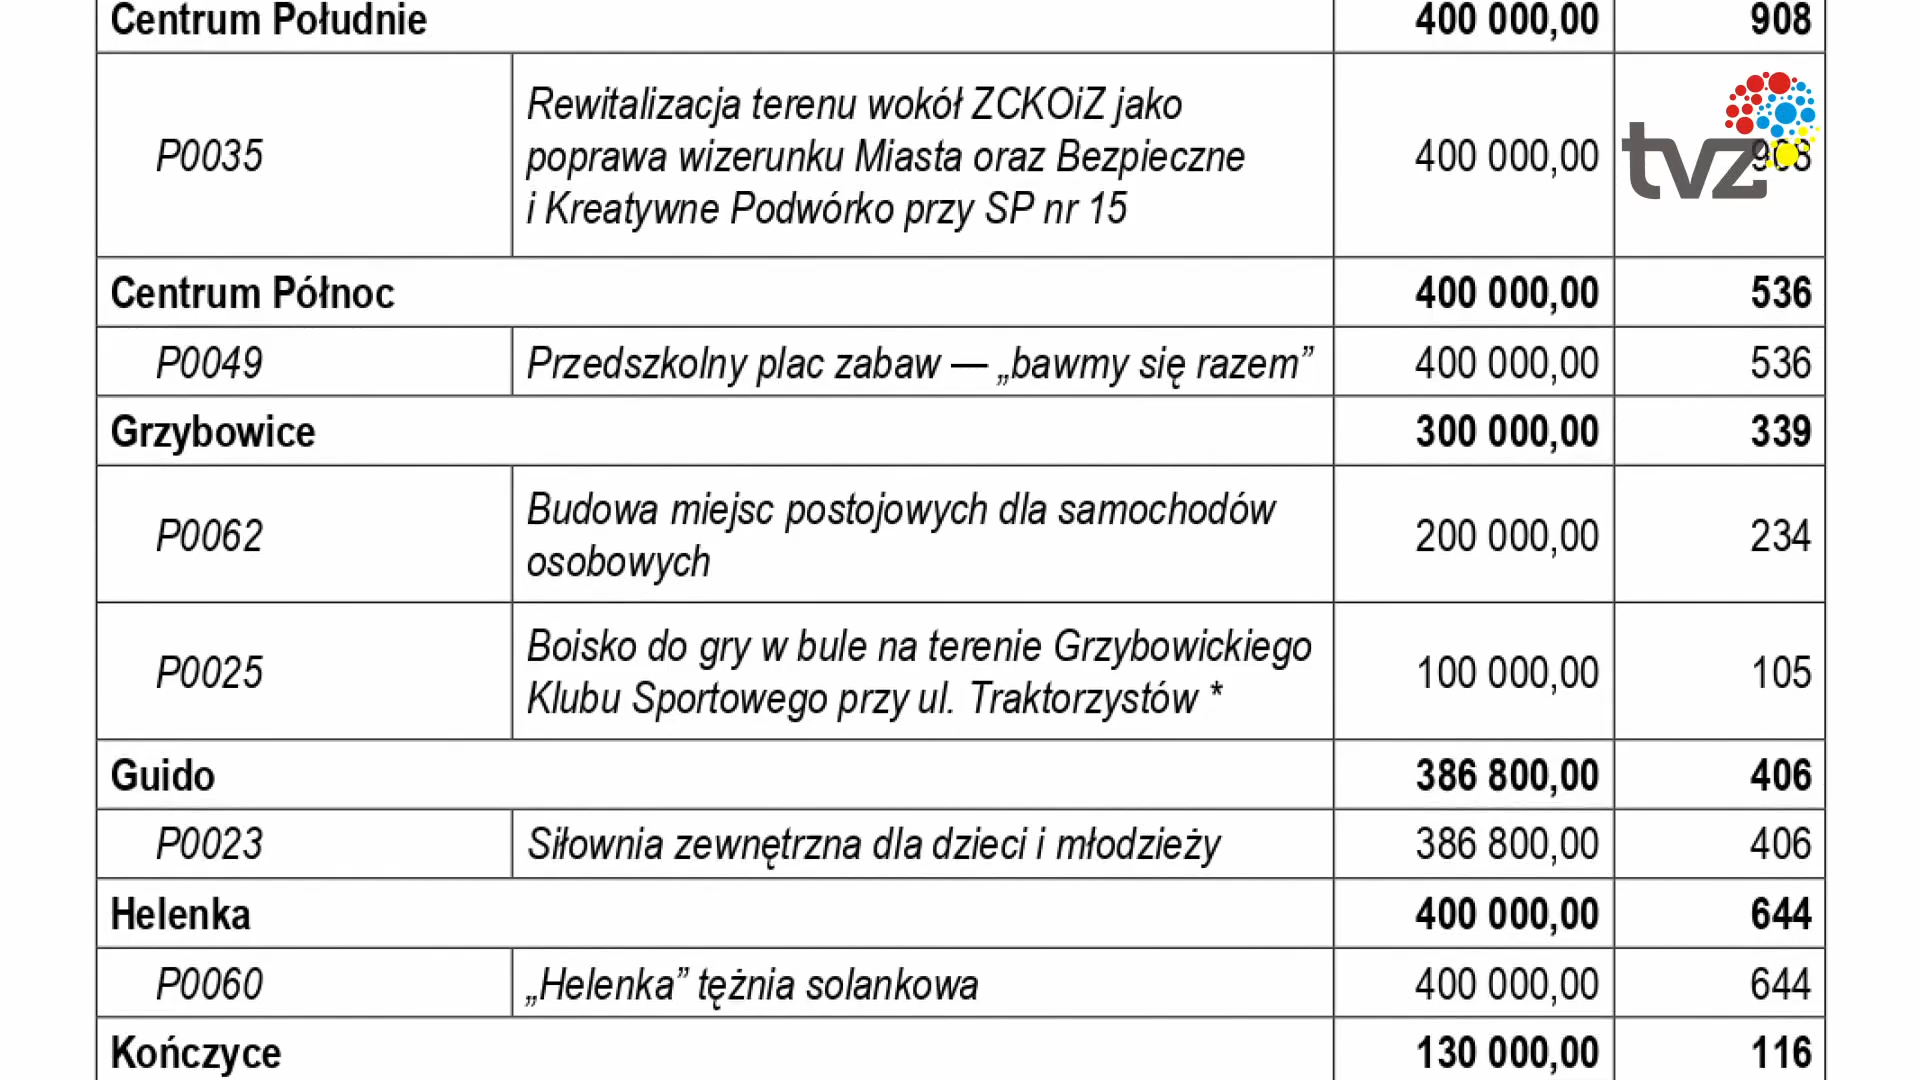 Centrum Południe 400 000,00 908
P0035 Rewitalizacja terenu wokół ZCKOiZ jako
poprawa wizerunku Miasta oraz Bezpieczne
i Kreatywne Podwórko przy SP nr 15 400 000,00 908
tvz
Centrum Północ 400 000,00 536
P0049 Przedszkolny plac zabaw — „bawmy się razem” 400 000,00 536
Grzybowice 300 000,00 339
P0062 Budowa miejsc postojowych dla samochodów
osobowych 200 000,00 234
P0025 Boisko do gry w bule na terenie Grzybowickiego
Klubu Sportowego przy ul. Traktorzystów * 100 000,00 105
Guido 386 800,00 406
P0023 Siłownia zewnętrzna dla dzieci i młodzieży 386 800,00 406
Helenka 400 000,00 644
P0060 „Helenka” tężnia solankowa 400 000,00 644
Kończyce 130 000,00 116